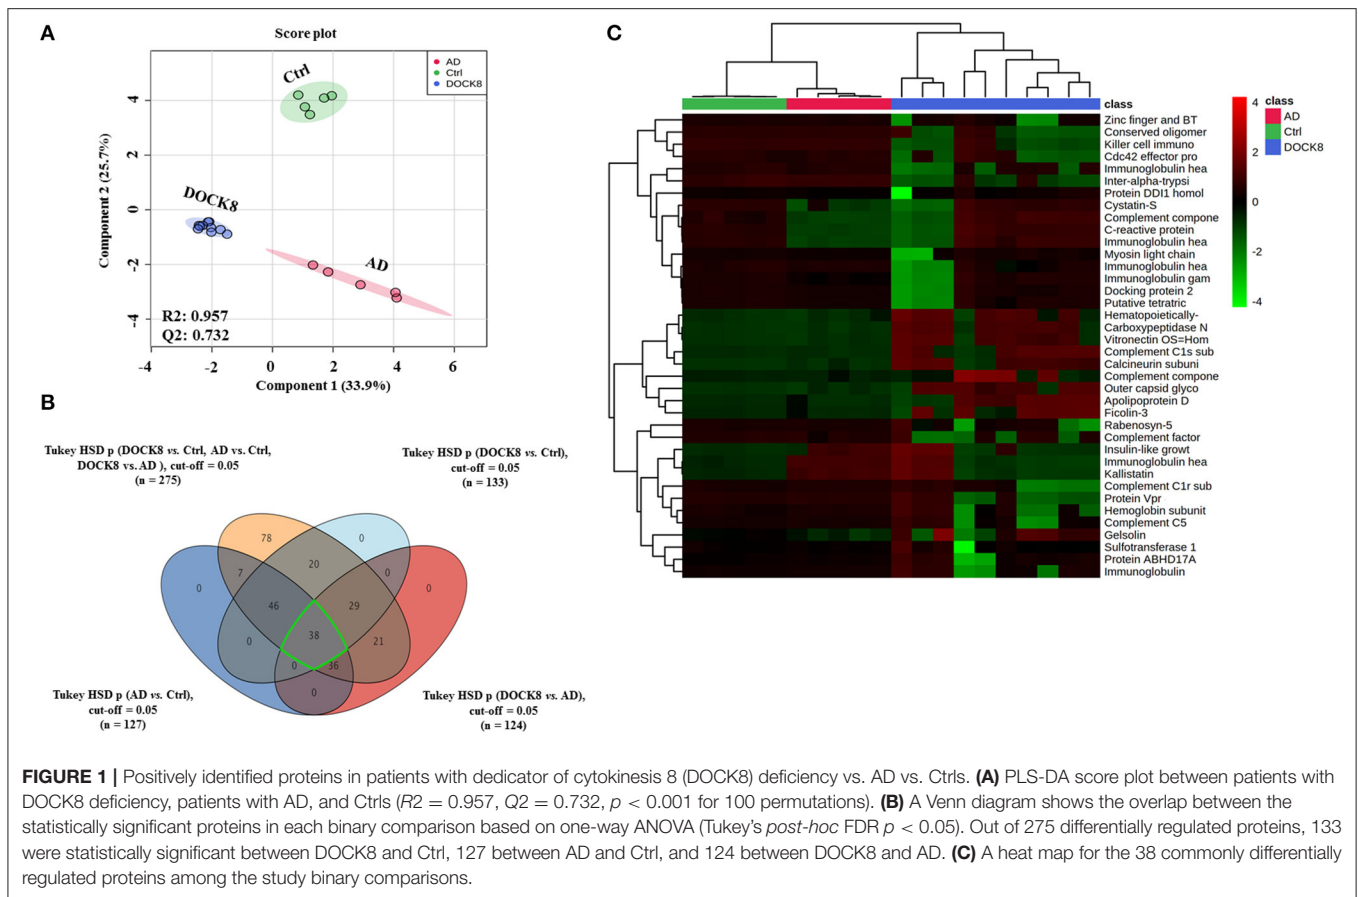 A
Score plot
AD
Ctrl
DOCK8
Ctrl
DOCK8
AD
R2: 0.957
Q2: 0.732
Component 2 (25.7%)
4
2
0
-2
-4
-4
-2
0
2
4
6
Component 1 (33.9%)
B
Tukey HSD p (DOCK8 vs. Ctrl, AD vs. Ctrl,
DOCK8 vs. AD ), cut-off = 0.05
(n = 275)
Tukey HSD p (DOCK8 vs. Ctrl),
cut-off = 0.05
(n = 133)
78
0
0
7
20
0
0
46
29
0
38
21
0
36
0
Tukey HSD p (AD vs. Ctrl),
cut-off = 0.05
(n = 127)
Tukey HSD p (DOCK8 vs. AD),
cut-off = 0.05
(n = 124)
C
class
Zinc finger and BT
Conserved oligomer
Killer cell immuno
Cdc42 effector pro
Immunoglobulin hea
Inter-alpha-trypsi
Protein DDI1 homol
Cystatin-S
Complement compone
C-reactive protein
Immunoglobulin hea
Myosin light chain
Immunoglobulin hea
Immunoglobulin gam
Docking protein 2
Putative tetratric
Hematopoietically-
Carboxypeptidase N
Vitronectin OS=Hom
Complement C1s sub
Calcineurin subuni
Complement compone
Outer capsid glyco
Apolipoprotein D
Ficolin-3
Rabenosyn-5
Complement factor
Insulin-like growt
Immunoglobulin hea
Kallistatin
Complement C1r sub
Protein Vpr
Hemoglobin subunit
Complement C5
Gelsolin
Sulfotransferase 1
Protein ABHD17A
Immunoglobulin
4
2
0
-2
-4
class
AD
Ctrl
DOCK8
FIGURE 1 | Positively identified proteins in patients with dedicator of cytokinesis 8 (DOCK8) deficiency vs. AD vs. Ctrls. (A) PLS-DA score plot between patients with
DOCK8 deficiency, patients with AD, and Ctrls (R2 = 0.957, Q2 = 0.732, p < 0.001 for 100 permutations). (B) A Venn diagram shows the overlap between the
statistically significant proteins in each binary comparison based on one-way ANOVA (Tukey's post-hoc FDR p < 0.05). Out of 275 differentially regulated proteins, 133
were statistically significant between DOCK8 and Ctrl, 127 between AD and Ctrl, and 124 between DOCK8 and AD. (C) A heat map for the 38 commonly differentially
regulated proteins among the study binary comparisons.